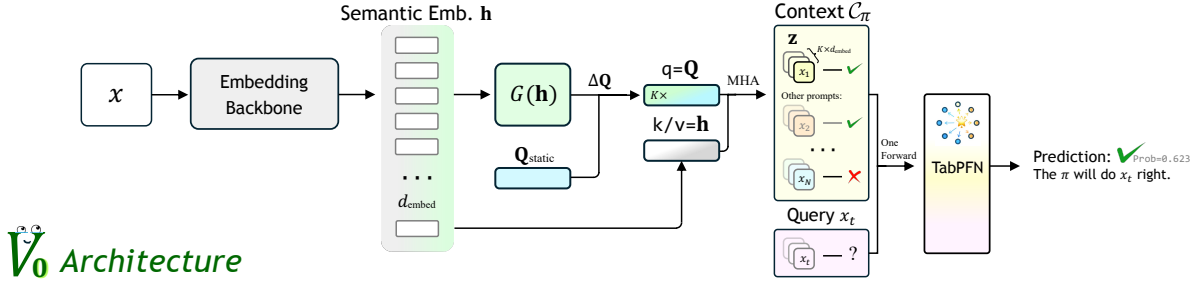 Semantic Emb. h
Context 𝒞π
x
Embedding
Backbone
G(h)
ΔQ
Qstatic
...
dembed
q=Q
K×
k/v=h
MHA
z
K×dembed
x1 — ✓
Other prompts:
x2 — ✓
...
xN — ✗
Query xt
xt — ?
One
Forward
TabPFN
Prediction: ✓ Prob=0.623
The π will do xt right.
V0 Architecture